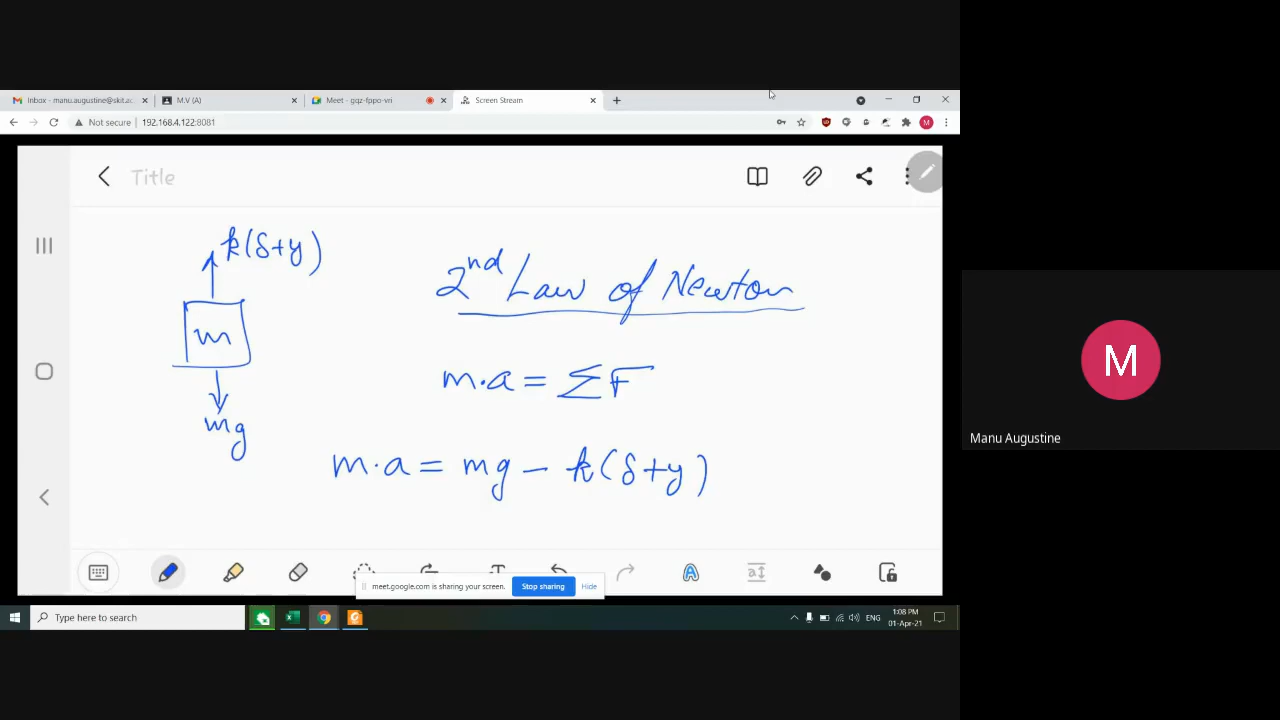 Inbox - manu.augustine@skit.ac
M.V (A)
Meet - gqz-fppo-vri
Screen Stream
Not secure | 192.168.4.122:8081
M
Title
k(δ+y)
m
mg
2nd Law of Newton
m·a = ΣF
m·a = mg − k(δ+y)
M
Manu Augustine
T
A
meet.google.com is sharing your screen.
Stop sharing
Hide
Type here to search
ENG
1:08 PM
01-Apr-21